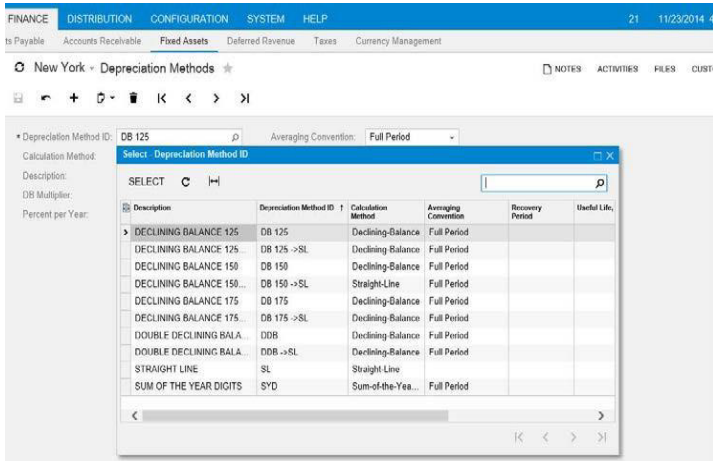 FINANCE DISTRIBUTION CONFIGURATION SYSTEM HELP 21 11/23/2014 4
ts Payable Accounts Receivable Fixed Assets Deferred Revenue Taxes Currency Management
New York - Depreciation Methods NOTES ACTIVITIES FILES CUST
* Depreciation Method ID: DB 125 Averaging Convention: Full Period
Calculation Method:
Description:
DB Multiplier:
Percent per Year:
Select - Depreciation Method ID
SELECT
Description Depreciation Method ID ↑ Calculation Method Averaging Convention Recovery Period Useful Life,
DECLINING BALANCE 125 DB 125 Declining-Balance Full Period
DECLINING BALANCE 125... DB 125 ->SL Declining-Balance Full Period
DECLINING BALANCE 150 DB 150 Declining-Balance Full Period
DECLINING BALANCE 150... DB 150 ->SL Straight-Line Full Period
DECLINING BALANCE 175 DB 175 Declining-Balance Full Period
DECLINING BALANCE 175... DB 175 ->SL Declining-Balance Full Period
DOUBLE DECLINING BALA... DDB Declining-Balance Full Period
DOUBLE DECLINING BALA... DDB ->SL Declining-Balance Full Period
STRAIGHT LINE SL Straight-Line
SUM OF THE YEAR DIGITS SYD Sum-of-the-Yea... Full Period